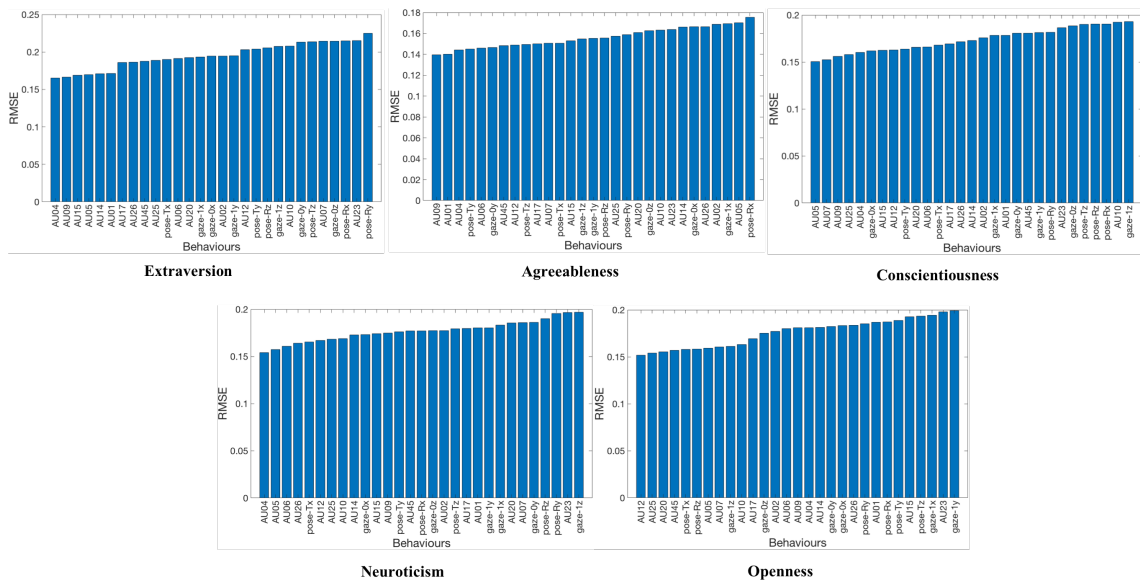 0.25
0.2
0.15
0.1
0.05
0
RMSE
AU04
AU09
AU15
AU05
AU14
AU01
AU17
AU26
AU45
AU25
pose-Tx
AU06
AU20
gaze-1x
gaze-0x
AU02
gaze-1y
AU12
pose-Ty
pose-Rz
gaze-1z
AU10
gaze-0y
pose-Tz
AU07
gaze-0z
pose-Rx
AU23
pose-Ry
Behaviours
Extraversion
0.18
0.16
0.14
0.12
0.1
0.08
0.06
0.04
0.02
0
RMSE
AU09
AU01
AU04
pose-Ty
AU06
gaze-0y
AU45
AU12
pose-Tz
AU17
AU07
pose-Tx
AU15
gaze-1z
gaze-1y
pose-Rz
AU25
pose-Ry
AU20
gaze-0z
AU10
AU23
AU14
gaze-0x
AU26
AU02
gaze-1x
AU05
pose-Rx
Behaviours
Agreeableness
0.2
0.15
0.1
0.05
0
RMSE
AU05
AU07
AU09
AU25
AU04
gaze-0x
AU15
AU12
pose-Ty
AU20
AU06
pose-Tx
AU17
AU26
AU14
AU02
gaze-1x
AU01
gaze-0y
AU45
gaze-1y
pose-Ry
AU23
gaze-0z
pose-Tz
pose-Rz
pose-Rx
AU10
gaze-1z
Behaviours
Conscientiousness
0.2
0.15
0.1
0.05
0
RMSE
AU04
AU05
AU06
AU26
pose-Tx
AU12
AU25
AU10
AU14
gaze-0x
AU15
AU09
pose-Ty
AU45
pose-Rx
gaze-0z
AU02
pose-Tz
AU17
AU01
gaze-1y
gaze-1x
AU20
AU07
gaze-0y
pose-Rz
pose-Ry
AU23
gaze-1z
Behaviours
Neuroticism
0.2
0.15
0.1
0.05
0
RMSE
AU12
AU25
AU20
AU45
pose-Tx
pose-Rz
AU05
AU07
gaze-1z
AU10
AU17
gaze-0z
AU02
AU06
AU09
AU04
AU14
gaze-0y
gaze-0x
AU26
pose-Ry
AU01
pose-Rx
pose-Ty
AU15
pose-Tz
gaze-1x
AU23
gaze-1y
Behaviours
Openness